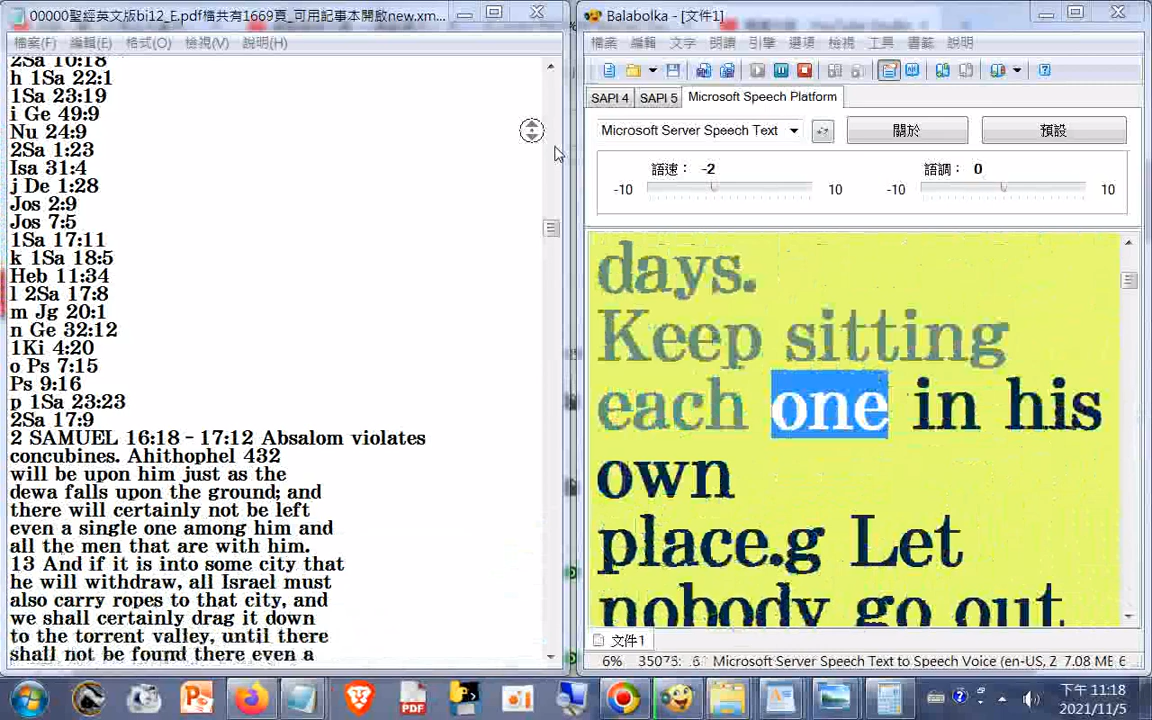 00000聖經英文版bi12_E.pdf檔共有1669頁_可用記事本開啟new.xm...
檔案(F) 編輯(E) 格式(O) 檢視(V) 說明(H)
2Sa 10:18
h 1Sa 22:1
1Sa 23:19
i Ge 49:9
Nu 24:9
2Sa 1:23
Isa 31:4
j De 1:28
Jos 2:9
Jos 7:5
1Sa 17:11
k 1Sa 18:5
Heb 11:34
l 2Sa 17:8
m Jg 20:1
n Ge 32:12
1Ki 4:20
o Ps 7:15
Ps 9:16
p 1Sa 23:23
2Sa 17:9
2 SAMUEL 16:18 - 17:12 Absalom violates
concubines. Ahithophel 432
will be upon him just as the
dewa falls upon the ground; and
there will certainly not be left
even a single one among him and
all the men that are with him.
13 And if it is into some city that
he will withdraw, all Israel must
also carry ropes to that city, and
we shall certainly drag it down
to the torrent valley, until there
shall not be found there even a
Balabolka - [文件1]
檔案 編輯 文字 朗讀 引擎 選項 檢視 工具 書籤 說明
SAPI 4 SAPI 5 Microsoft Speech Platform
Microsoft Server Speech Text 關於 預設
語速： -2 語調： 0
-10 10 -10 10
days.
Keep sitting
each one in his
own
place.g Let
nobody go out
文件1
6% 35073: Microsoft Server Speech Text to Speech Voice (en-US, 2 7.08 MB 6
PDF
下午 11:18
2021/11/5